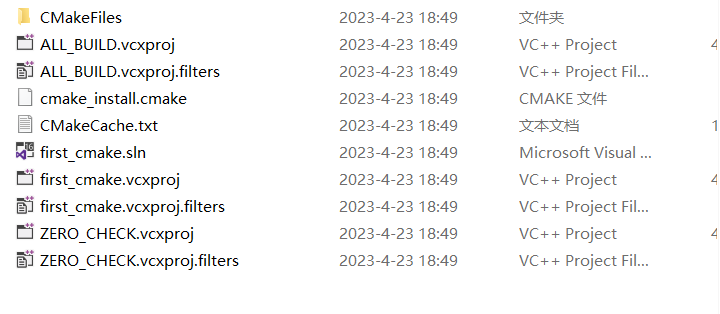 CMakeFiles 2023-4-23 18:49 文件夹
ALL_BUILD.vcxproj 2023-4-23 18:49 VC++ Project 4
ALL_BUILD.vcxproj.filters 2023-4-23 18:49 VC++ Project Fil...
cmake_install.cmake 2023-4-23 18:49 CMAKE 文件
CMakeCache.txt 2023-4-23 18:49 文本文档 1
first_cmake.sln 2023-4-23 18:49 Microsoft Visual ...
first_cmake.vcxproj 2023-4-23 18:49 VC++ Project 4
first_cmake.vcxproj.filters 2023-4-23 18:49 VC++ Project Fil...
ZERO_CHECK.vcxproj 2023-4-23 18:49 VC++ Project 4
ZERO_CHECK.vcxproj.filters 2023-4-23 18:49 VC++ Project Fil...